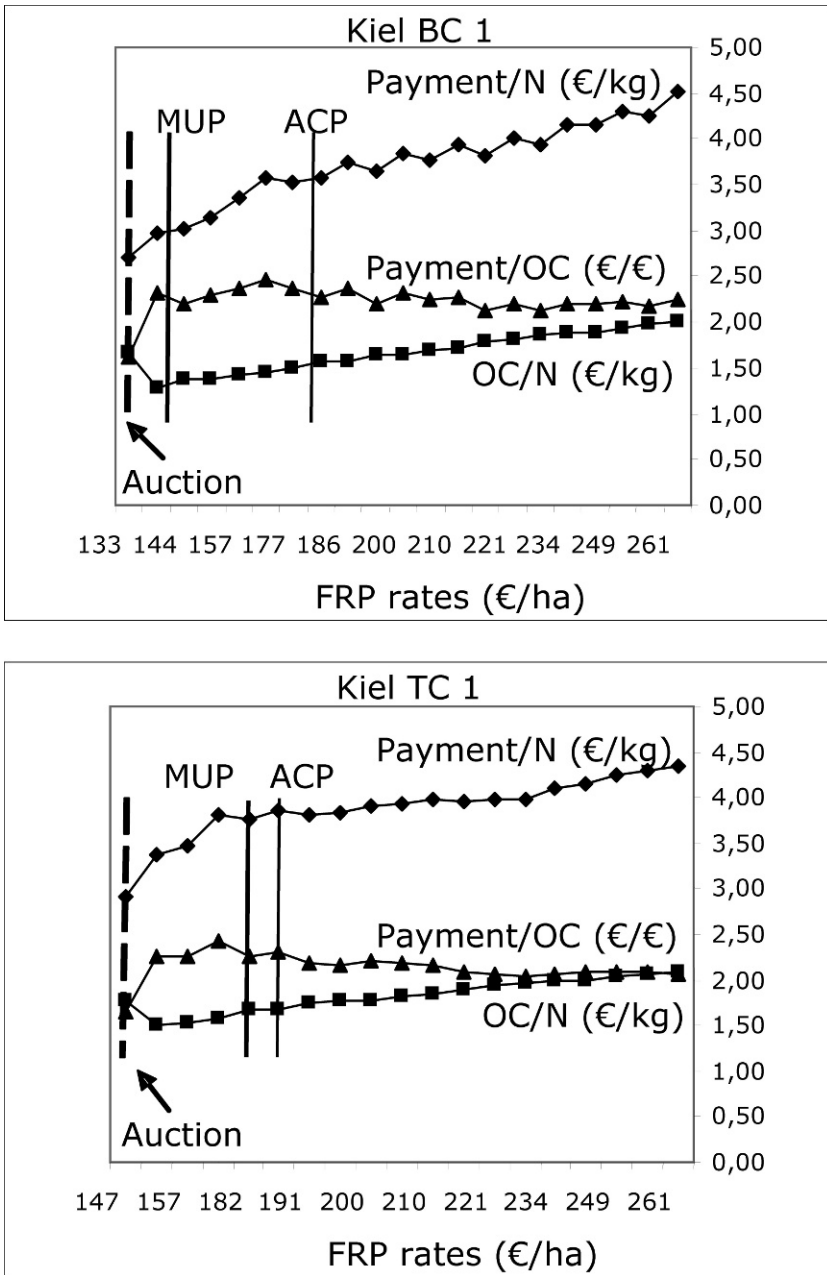 Kiel BC 1
5,00
Payment/N (€/kg)
4,50
MUP ACP
4,00
3,50
3,00
Payment/OC (€/€)
2,50
2,00
OC/N (€/kg)
1,50
1,00
Auction
0,50
0,00
133 144 157 177 186 200 210 221 234 249 261
FRP rates (€/ha)
Kiel TC 1
5,00
Payment/N (€/kg)
4,50
MUP ACP
4,00
3,50
3,00
Payment/OC (€/€)
2,50
2,00
OC/N (€/kg)
1,50
1,00
Auction
0,50
0,00
147 157 182 191 200 210 221 234 249 261
FRP rates (€/ha)